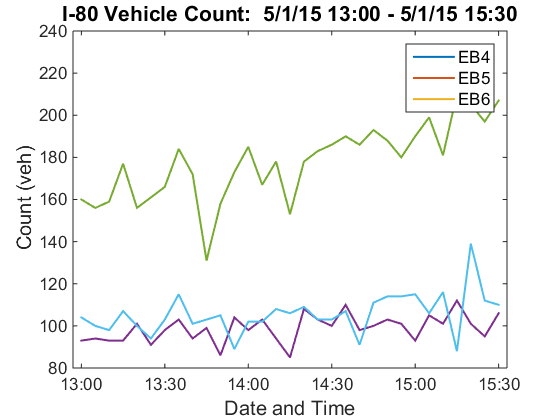 I-80 Vehicle Count: 5/1/15 13:00 - 5/1/15 15:30
240
220
200
180
160
140
120
100
80
Count (veh)
EB4
EB5
EB6
13:00 13:30 14:00 14:30 15:00 15:30
Date and Time